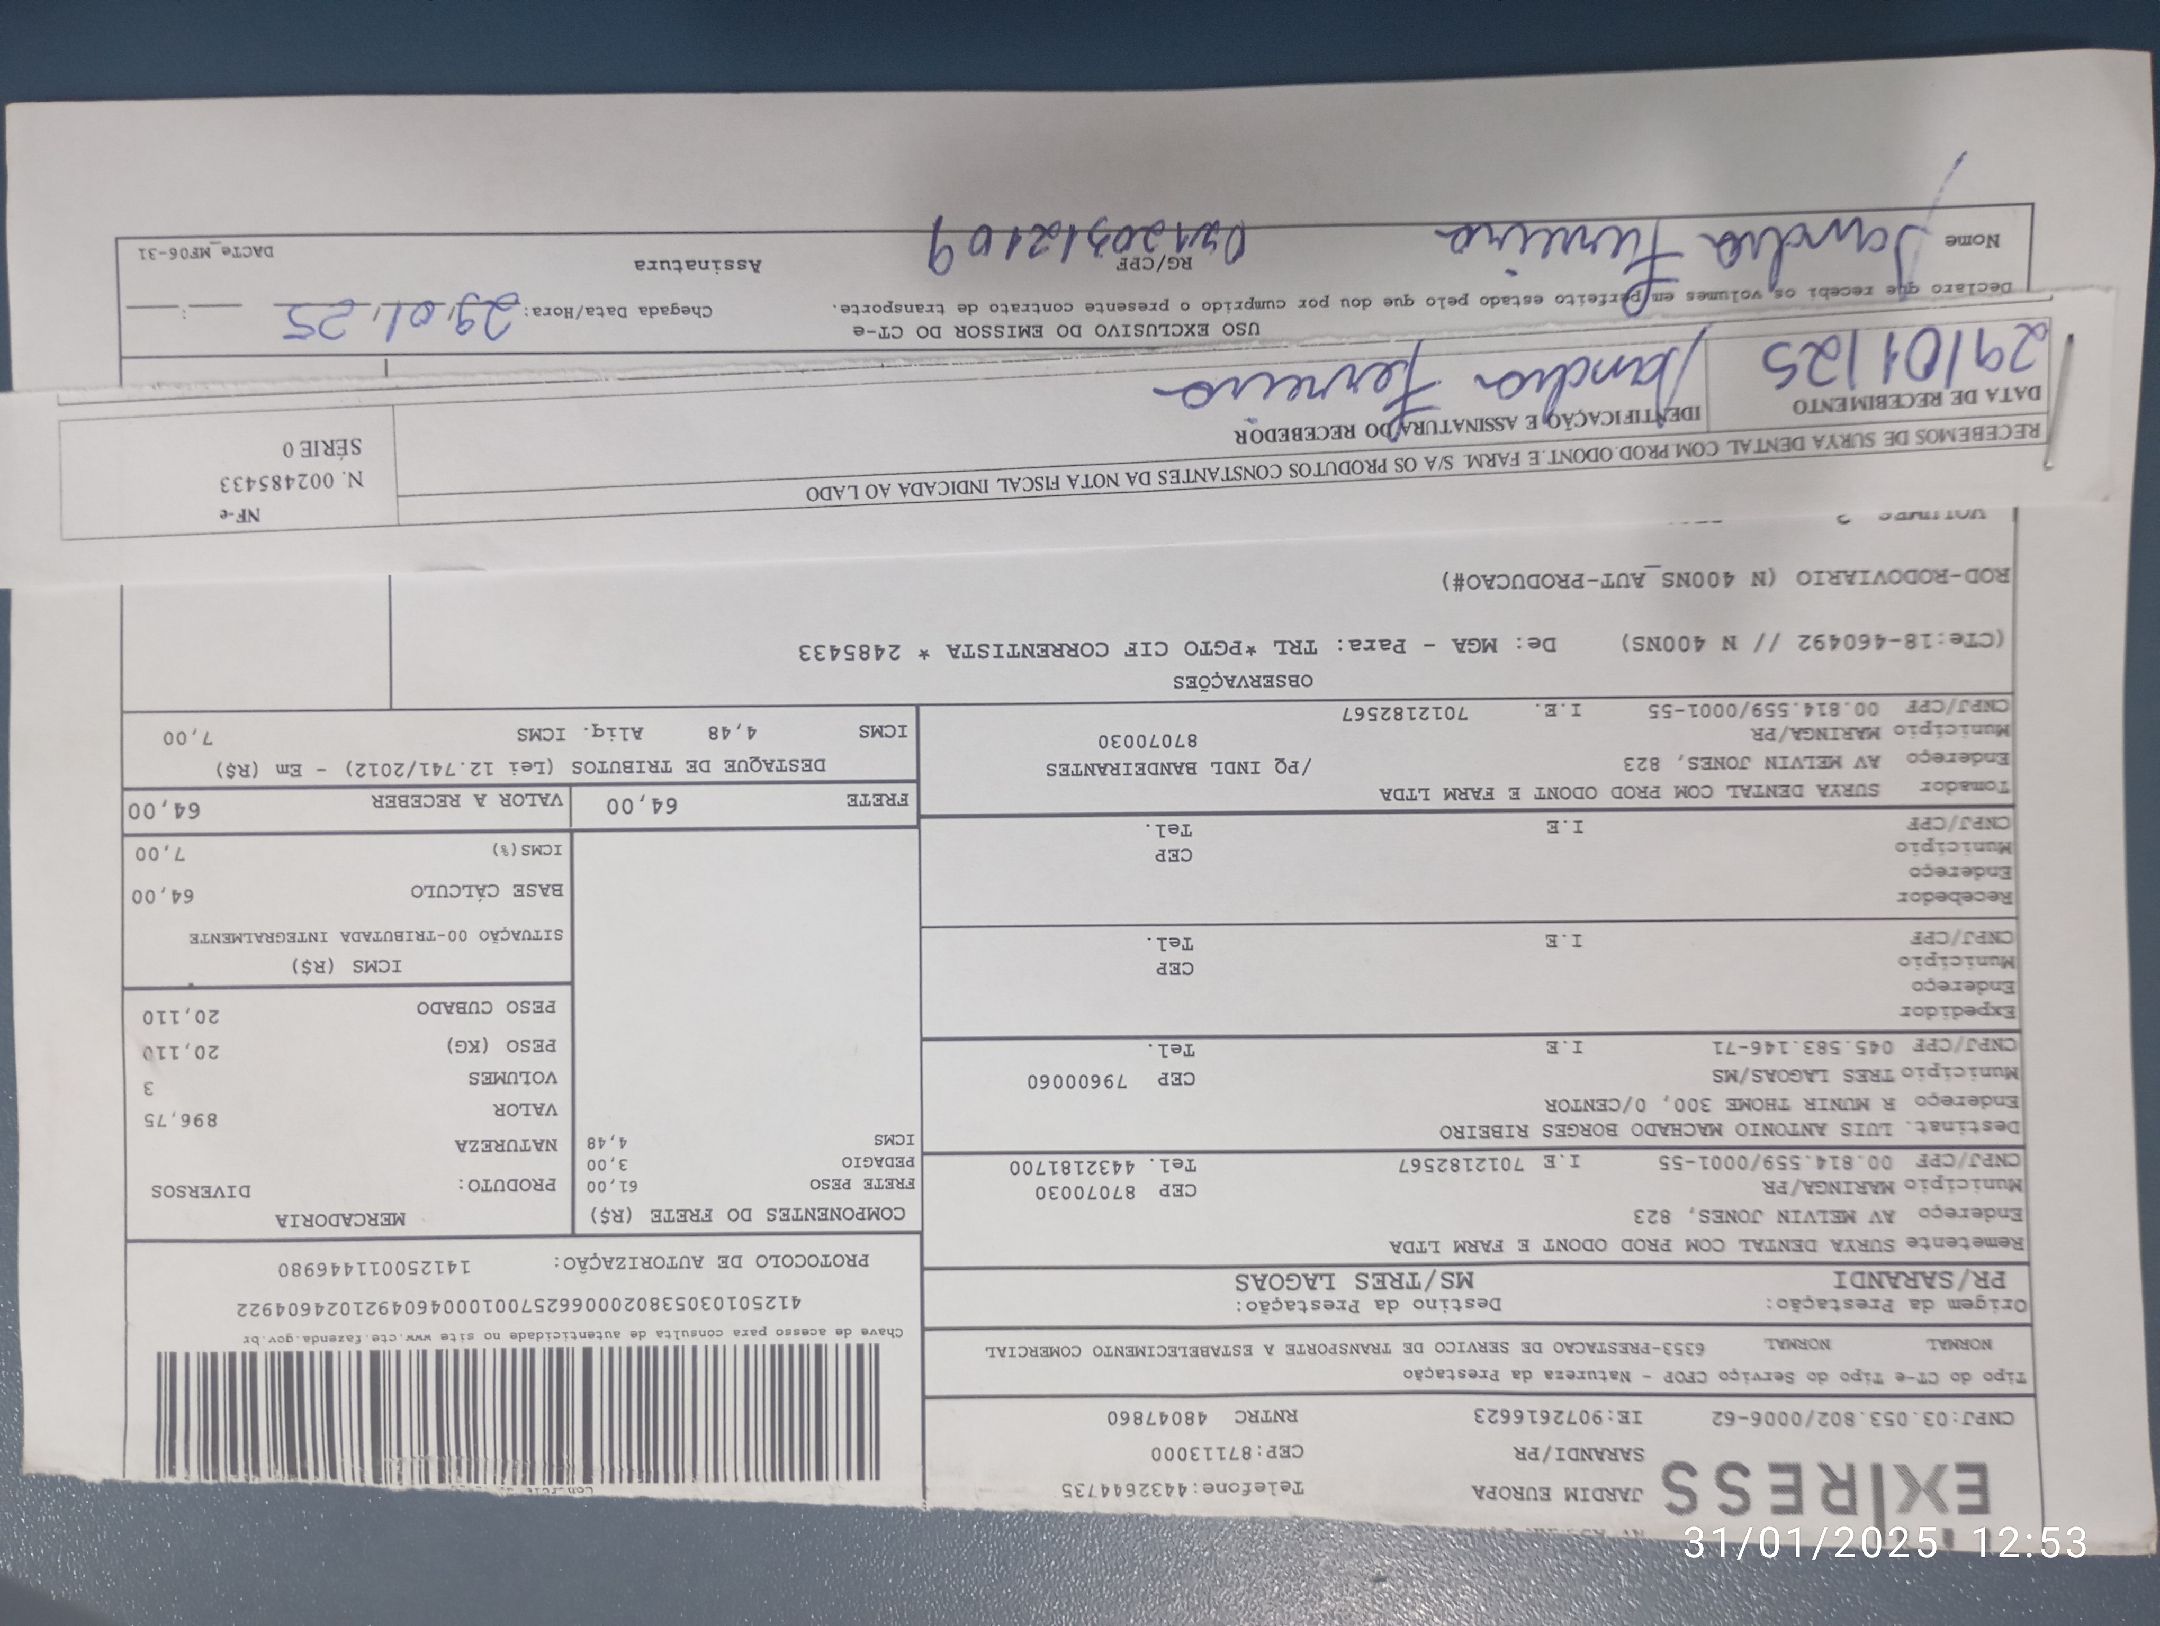 EXPRESS
JARDIM EUROPA Telefone:4432644735
SARANDI/PR CEP:87113000
CNPJ:03.053.802/0006-62 IE:9072616623 RNTRC 48047860
Tipo do CT-e Tipo do Serviço CFOP - Natureza da Prestação
NORMAL NORMAL 6353-PRESTACAO DE SERVICO DE TRANSPORTE A ESTABELECIMENTO COMERCIAL
Origem da Prestação: Destino da Prestação:
PR/SARANDI MS/TRES LAGOAS
Chave de acesso para consulta de autenticidade no site www.cte.fazenda.gov.br
41250103053802000662570010004604921024604922
PROTOCOLO DE AUTORIZAÇÃO: 141250011446980
Remetente SURYA DENTAL COM PROD ODONT E FARM LTDA
Endereço AV MELVIN JONES, 823
Município MARINGA/PR CEP 87070030
CNPJ/CPF 00.814.559/0001-55 I.E 7012182567 Tel. 4432181700
Destinat. LUIS ANTONIO MACHADO BORGES RIBEIRO
Endereço R MUNIR THOME 300, 0/CENTOR
Município TRES LAGOAS/MS CEP 79600060
CNPJ/CPF 045.583.146-71 I.E Tel.
Expedidor
Endereço
Município CEP
CNPJ/CPF I.E Tel.
Recebedor
Endereço
Município CEP
CNPJ/CPF I.E Tel.
Tomador SURYA DENTAL COM PROD ODONT E FARM LTDA
Endereço AV MELVIN JONES, 823 /PQ INDL BANDEIRANTES
Município MARINGA/PR 87070030
CNPJ/CPF 00.814.559/0001-55 I.E. 7012182567
COMPONENTES DO FRETE (R$)
FRETE PESO 61,00
PEDAGIO 3,00
ICMS 4,48
MERCADORIA
PRODUTO: DIVERSOS
NATUREZA
VALOR 896,75
VOLUMES 3
PESO (KG) 20,110
PESO CUBADO 20,110
ICMS (R$)
SITUAÇÃO 00-TRIBUTADA INTEGRALMENTE
BASE CÁLCULO 64,00
ICMS(%) 7,00
FRETE 64,00 VALOR A RECEBER 64,00
DESTAQUE DE TRIBUTOS (Lei 12.741/2012) - Em (R$)
ICMS 4,48 Aliq. ICMS 7,00
OBSERVAÇÕES
(CTe:18-460492 // N 400NS) De: MGA - Para: TRL *PGTO CIF CORRENTISTA * 2485433
ROD-RODOVIARIO (N 400NS_AUT-PRODUCAO#)
RECEBEMOS DE SURYA DENTAL COM PROD.ODONT.E FARM. S/A OS PRODUTOS CONSTANTES DA NOTA FISCAL INDICADA AO LADO
DATA DE RECEBIMENTO IDENTIFICAÇÃO E ASSINATURA DO RECEBEDOR
29/01/25 Sandra Ferreira
NF-e
N. 002485433
SÉRIE 0
USO EXCLUSIVO DO EMISSOR DO CT-e
Declaro que recebi os volumes em perfeito estado pelo que dou por cumprido o presente contrato de transporte. Chegada Data/Hora: 29/01/25 :
Nome Sandra Ferreira RG/CPF Assinatura
DACTe_MF06-31
31/01/2025 12:53